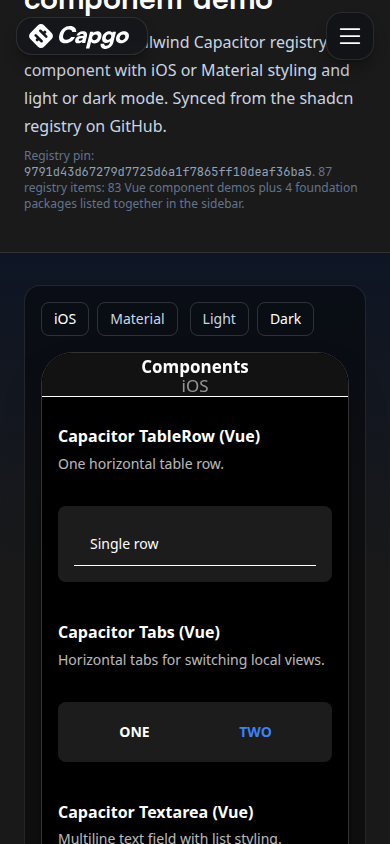 component demo
Capgo
lwind Capacitor registry
component with iOS or Material styling and
light or dark mode. Synced from the shadcn
registry on GitHub.
Registry pin:
9791d43d67279d7725d6a1f7865ff10deaf36ba5. 87
registry items: 83 Vue component demos plus 4 foundation
packages listed together in the sidebar.
iOS Material Light Dark
Components
iOS
Capacitor TableRow (Vue)
One horizontal table row.
Single row
Capacitor Tabs (Vue)
Horizontal tabs for switching local views.
ONE TWO
Capacitor Textarea (Vue)
Multiline text field with list styling.